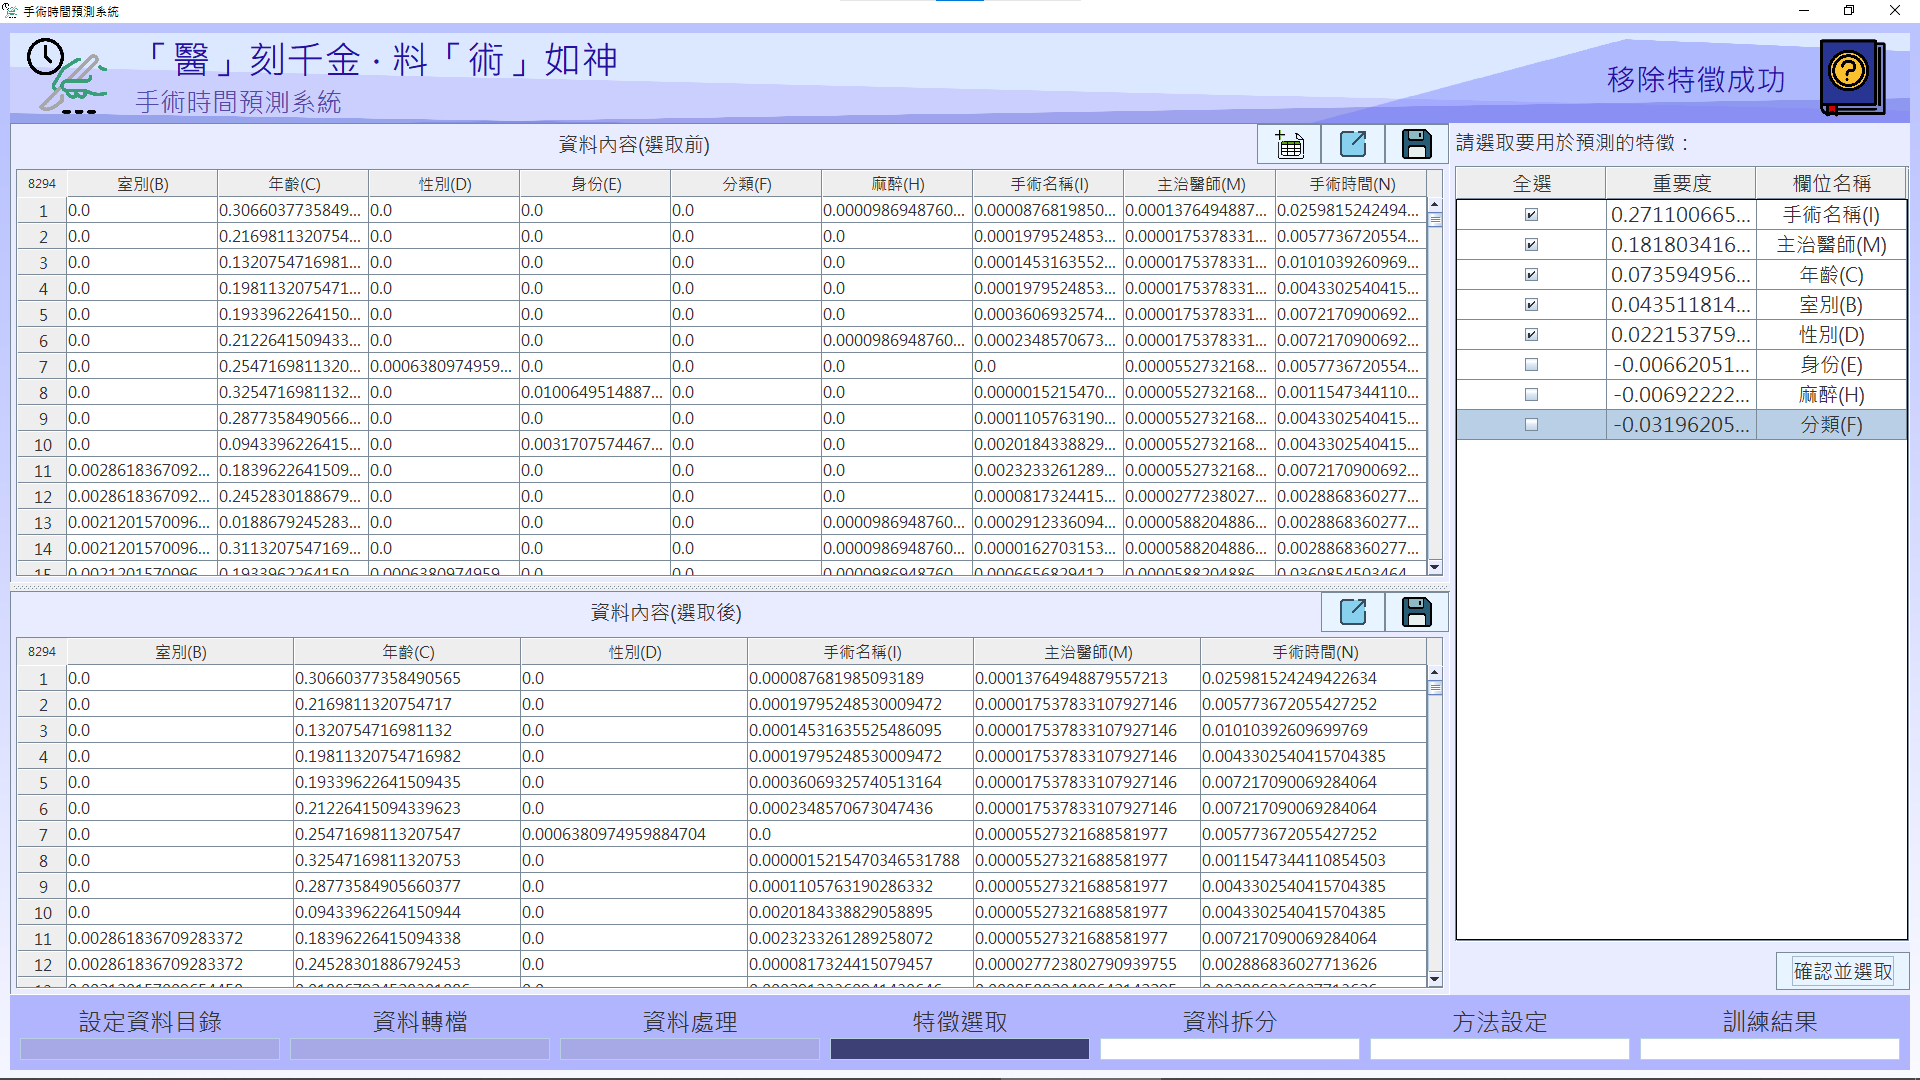 手術時間預測系統
「醫」刻千金·料「術」如神
手術時間預測系統
移除特徵成功
資料內容(選取前)
8294 室別(B) 年齡(C) 性別(D) 身份(E) 分類(F) 麻醉(H) 手術名稱(I) 主治醫師(M) 手術時間(N)
1 0.0 0.3066037735849... 0.0 0.0 0.0 0.0000986948760... 0.0000876819850... 0.0001376494887... 0.0259815242494...
2 0.0 0.2169811320754... 0.0 0.0 0.0 0.0 0.0001979524853... 0.0000175378331... 0.0057736720554...
3 0.0 0.1320754716981... 0.0 0.0 0.0 0.0 0.0001453163552... 0.0000175378331... 0.0101039260969...
4 0.0 0.1981132075471... 0.0 0.0 0.0 0.0 0.0001979524853... 0.0000175378331... 0.0043302540415...
5 0.0 0.1933962264150... 0.0 0.0 0.0 0.0 0.0003606932574... 0.0000175378331... 0.0072170900692...
6 0.0 0.2122641509433... 0.0 0.0 0.0 0.0000986948760... 0.0002348570673... 0.0000175378331... 0.0072170900692...
7 0.0 0.2547169811320... 0.0006380974959... 0.0 0.0 0.0 0.0 0.0000552732168... 0.0057736720554...
8 0.0 0.3254716981132... 0.0 0.0100649514887... 0.0 0.0 0.0000015215470... 0.0000552732168... 0.0011547344110...
9 0.0 0.2877358490566... 0.0 0.0 0.0 0.0 0.0001105763190... 0.0000552732168... 0.0043302540415...
10 0.0 0.0943396226415... 0.0 0.0031707574467... 0.0 0.0 0.0020184338829... 0.0000552732168... 0.0043302540415...
11 0.0028618367092... 0.1839622641509... 0.0 0.0 0.0 0.0 0.0023233261289... 0.0000552732168... 0.0072170900692...
12 0.0028618367092... 0.2452830188679... 0.0 0.0 0.0 0.0 0.0000817324415... 0.0000277238027... 0.0028868360277...
13 0.0021201570096... 0.0188679245283... 0.0 0.0 0.0 0.0000986948760... 0.0002912336094... 0.0000588204886... 0.0028868360277...
14 0.0021201570096... 0.3113207547169... 0.0 0.0 0.0 0.0000986948760... 0.0000162703153... 0.0000588204886... 0.0028868360277...
15 0.0021201570096... 0.1933962264150... 0.0006380974959... 0.0 0.0 0.0000986948760... 0.0006656829412... 0.0000588204886... 0.0360854503464...
請選取要用於預測的特徵：
全選 重要度 欄位名稱
0.271100665... 手術名稱(I)
0.181803416... 主治醫師(M)
0.073594956... 年齡(C)
0.043511814... 室別(B)
0.022153759... 性別(D)
-0.00662051... 身份(E)
-0.00692222... 麻醉(H)
-0.03196205... 分類(F)
資料內容(選取後)
8294 室別(B) 年齡(C) 性別(D) 手術名稱(I) 主治醫師(M) 手術時間(N)
1 0.0 0.30660377358490565 0.0 0.000087681985093189 0.00013764948879557213 0.025981524249422634
2 0.0 0.2169811320754717 0.0 0.00019795248530009472 0.000017537833107927146 0.005773672055427252
3 0.0 0.1320754716981132 0.0 0.00014531635525486095 0.000017537833107927146 0.01010392609699769
4 0.0 0.19811320754716982 0.0 0.00019795248530009472 0.000017537833107927146 0.0043302540415704385
5 0.0 0.19339622641509435 0.0 0.00036069325740513164 0.000017537833107927146 0.007217090069284064
6 0.0 0.21226415094339623 0.0 0.0002348570673047436 0.000017537833107927146 0.007217090069284064
7 0.0 0.25471698113207547 0.0006380974959884704 0.0 0.00005527321688581977 0.005773672055427252
8 0.0 0.32547169811320753 0.0 0.0000015215470346531788 0.00005527321688581977 0.0011547344110854503
9 0.0 0.28773584905660377 0.0 0.0001105763190286332 0.00005527321688581977 0.0043302540415704385
10 0.0 0.09433962264150944 0.0 0.0020184338829058895 0.00005527321688581977 0.0043302540415704385
11 0.002861836709283372 0.18396226415094338 0.0 0.0023233261289258072 0.00005527321688581977 0.007217090069284064
12 0.002861836709283372 0.24528301886792453 0.0 0.0000817324415079457 0.000027723802790939755 0.002886836027713626
確認並選取
設定資料目錄 資料轉檔 資料處理 特徵選取 資料拆分 方法設定 訓練結果